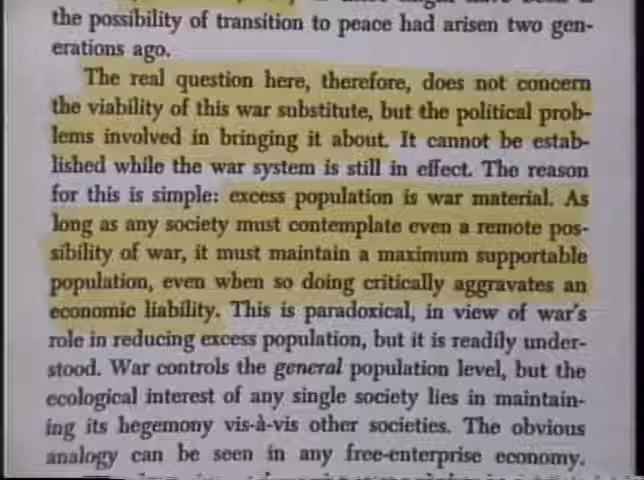 the possibility of transition to peace had arisen two gen-
erations ago.
The real question here, therefore, does not concern
the viability of this war substitute, but the political prob-
lems involved in bringing it about. It cannot be estab-
lished while the war system is still in effect. The reason
for this is simple: excess population is war material. As
long as any society must contemplate even a remote pos-
sibility of war, it must maintain a maximum supportable
population, even when so doing critically aggravates an
economic liability. This is paradoxical, in view of war's
role in reducing excess population, but it is readily under-
stood. War controls the general population level, but the
ecological interest of any single society lies in maintain-
ing its hegemony vis-à-vis other societies. The obvious
analogy can be seen in any free-enterprise economy.